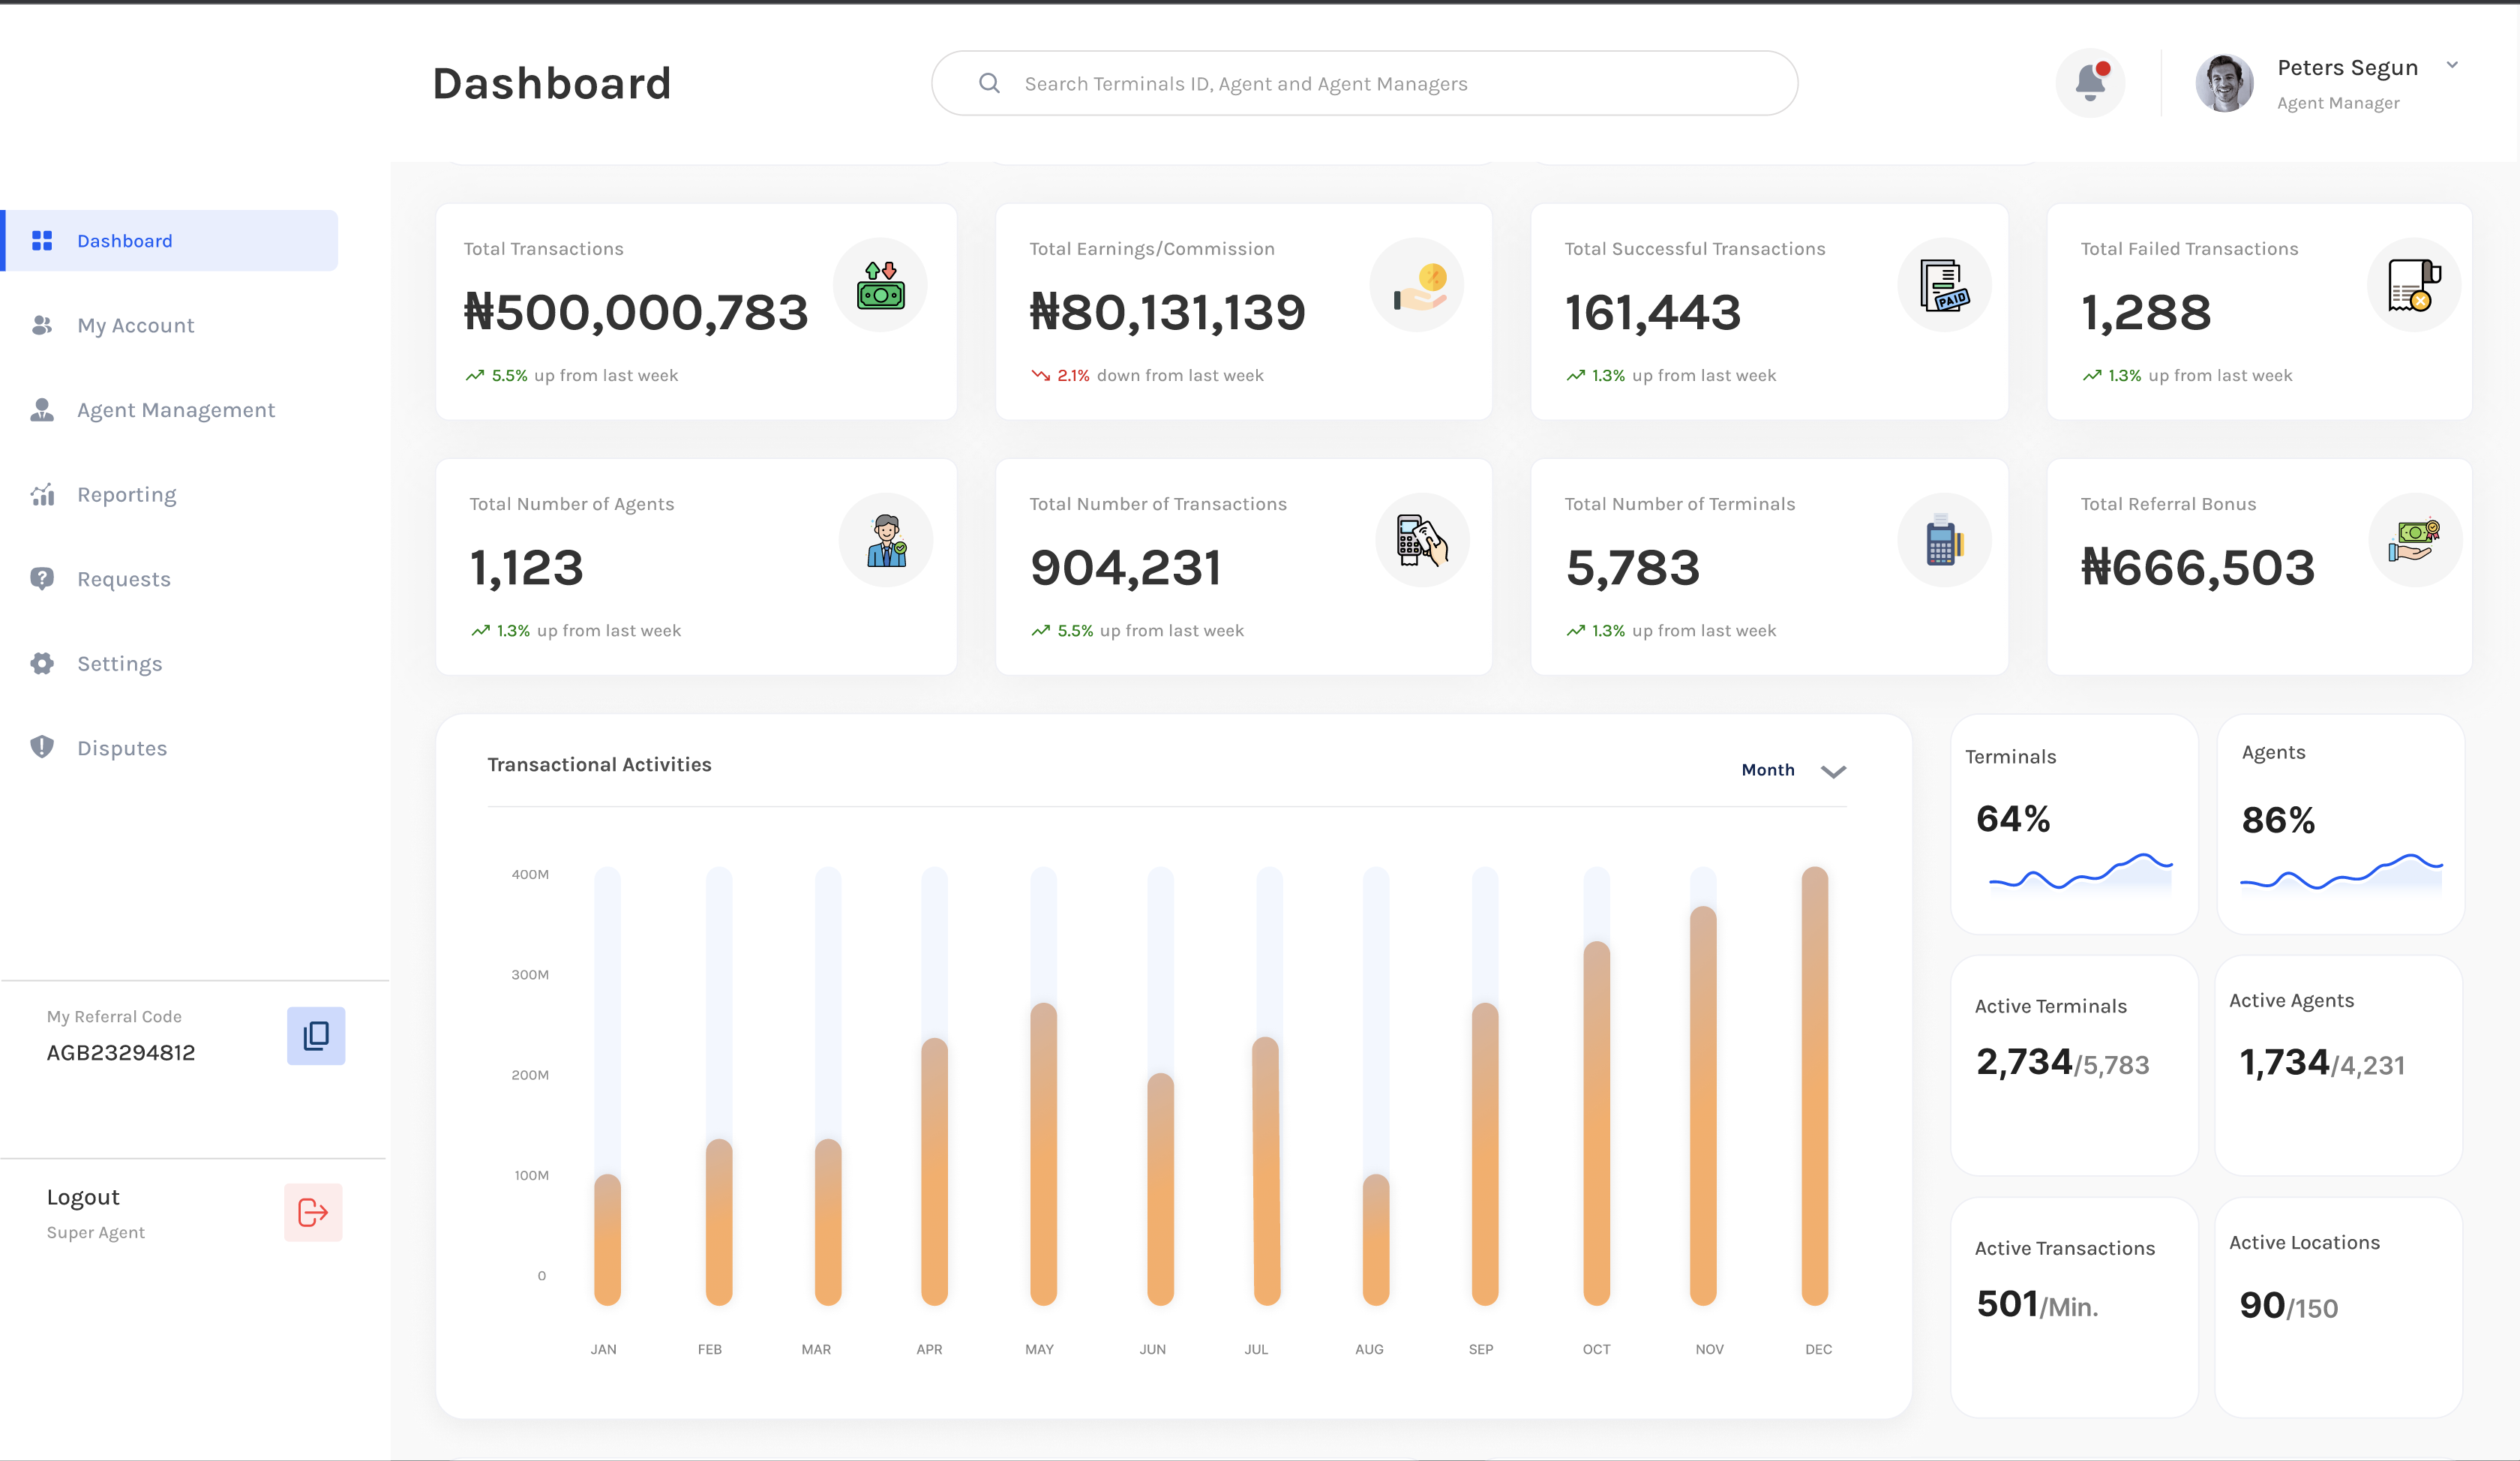 Dashboard
Search Terminals ID, Agent and Agent Managers
Peters Segun
Agent Manager
Dashboard
My Account
Agent Management
Reporting
Requests
Settings
Disputes
My Referral Code
AGB23294812
Logout
Super Agent
Total Transactions
₦500,000,783
5.5% up from last week
Total Earnings/Commission
₦80,131,139
2.1% down from last week
Total Successful Transactions
161,443
1.3% up from last week
PAID
Total Failed Transactions
1,288
1.3% up from last week
Total Number of Agents
1,123
1.3% up from last week
Total Number of Transactions
904,231
5.5% up from last week
Total Number of Terminals
5,783
1.3% up from last week
Total Referral Bonus
₦666,503
Transactional Activities
Month
400M
300M
200M
100M
0
JAN FEB MAR APR MAY JUN JUL AUG SEP OCT NOV DEC
Terminals
64%
Agents
86%
Active Terminals
2,734/5,783
Active Agents
1,734/4,231
Active Transactions
501/Min.
Active Locations
90/150